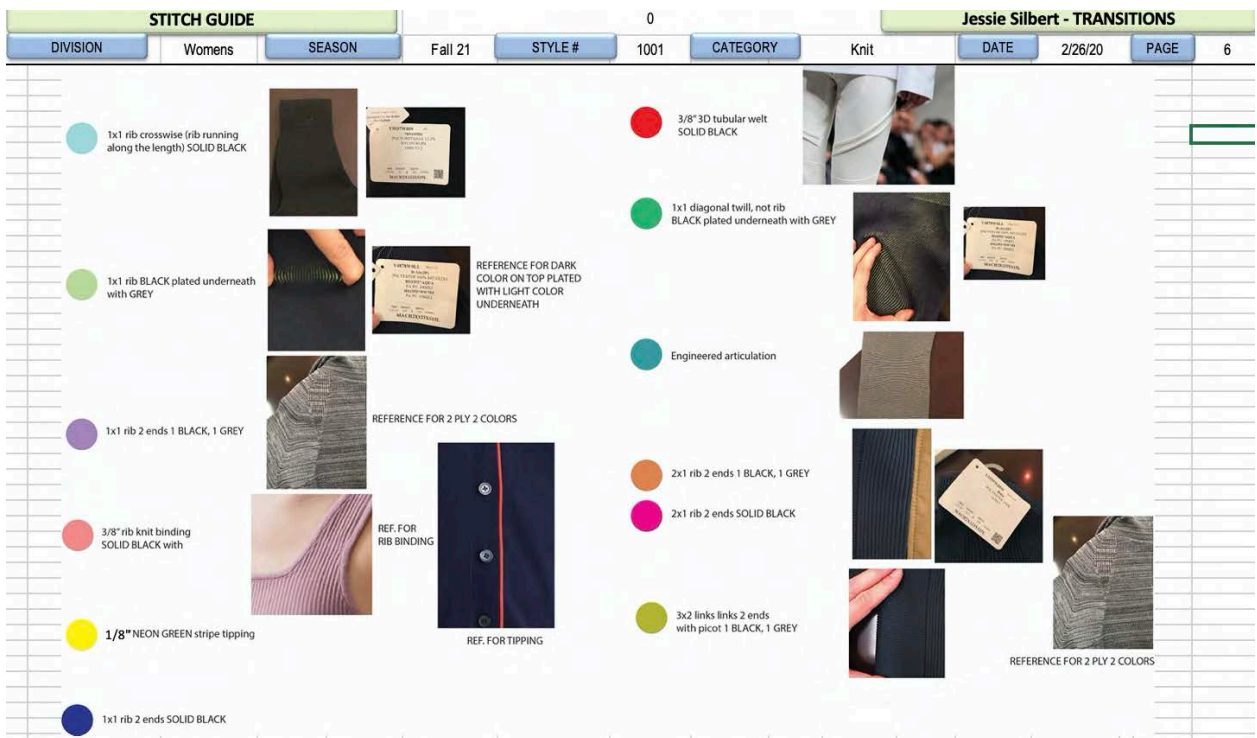 STITCH GUIDE
0
Jessie Silbert - TRANSITIONS
DIVISION Womens SEASON Fall 21 STYLE # 1001 CATEGORY Knit DATE 2/26/20 PAGE 6
1x1 rib crosswise (rib running
along the length) SOLID BLACK
1x1 rib BLACK plated underneath
with GREY
REFERENCE FOR DARK
COLOR ON TOP PLATED
WITH LIGHT COLOR
UNDERNEATH
1x1 rib 2 ends 1 BLACK, 1 GREY
REFERENCE FOR 2 PLY 2 COLORS
3/8" rib knit binding
SOLID BLACK with
REF. FOR
RIB BINDING
REF. FOR TIPPING
1/8" NEON GREEN stripe tipping
1x1 rib 2 ends SOLID BLACK
3/8" 3D tubular welt
SOLID BLACK
1x1 diagonal twill, not rib
BLACK plated underneath with GREY
Engineered articulation
2x1 rib 2 ends 1 BLACK, 1 GREY
2x1 rib 2 ends SOLID BLACK
3x2 links links 2 ends
with picot 1 BLACK, 1 GREY
REFERENCE FOR 2 PLY 2 COLORS